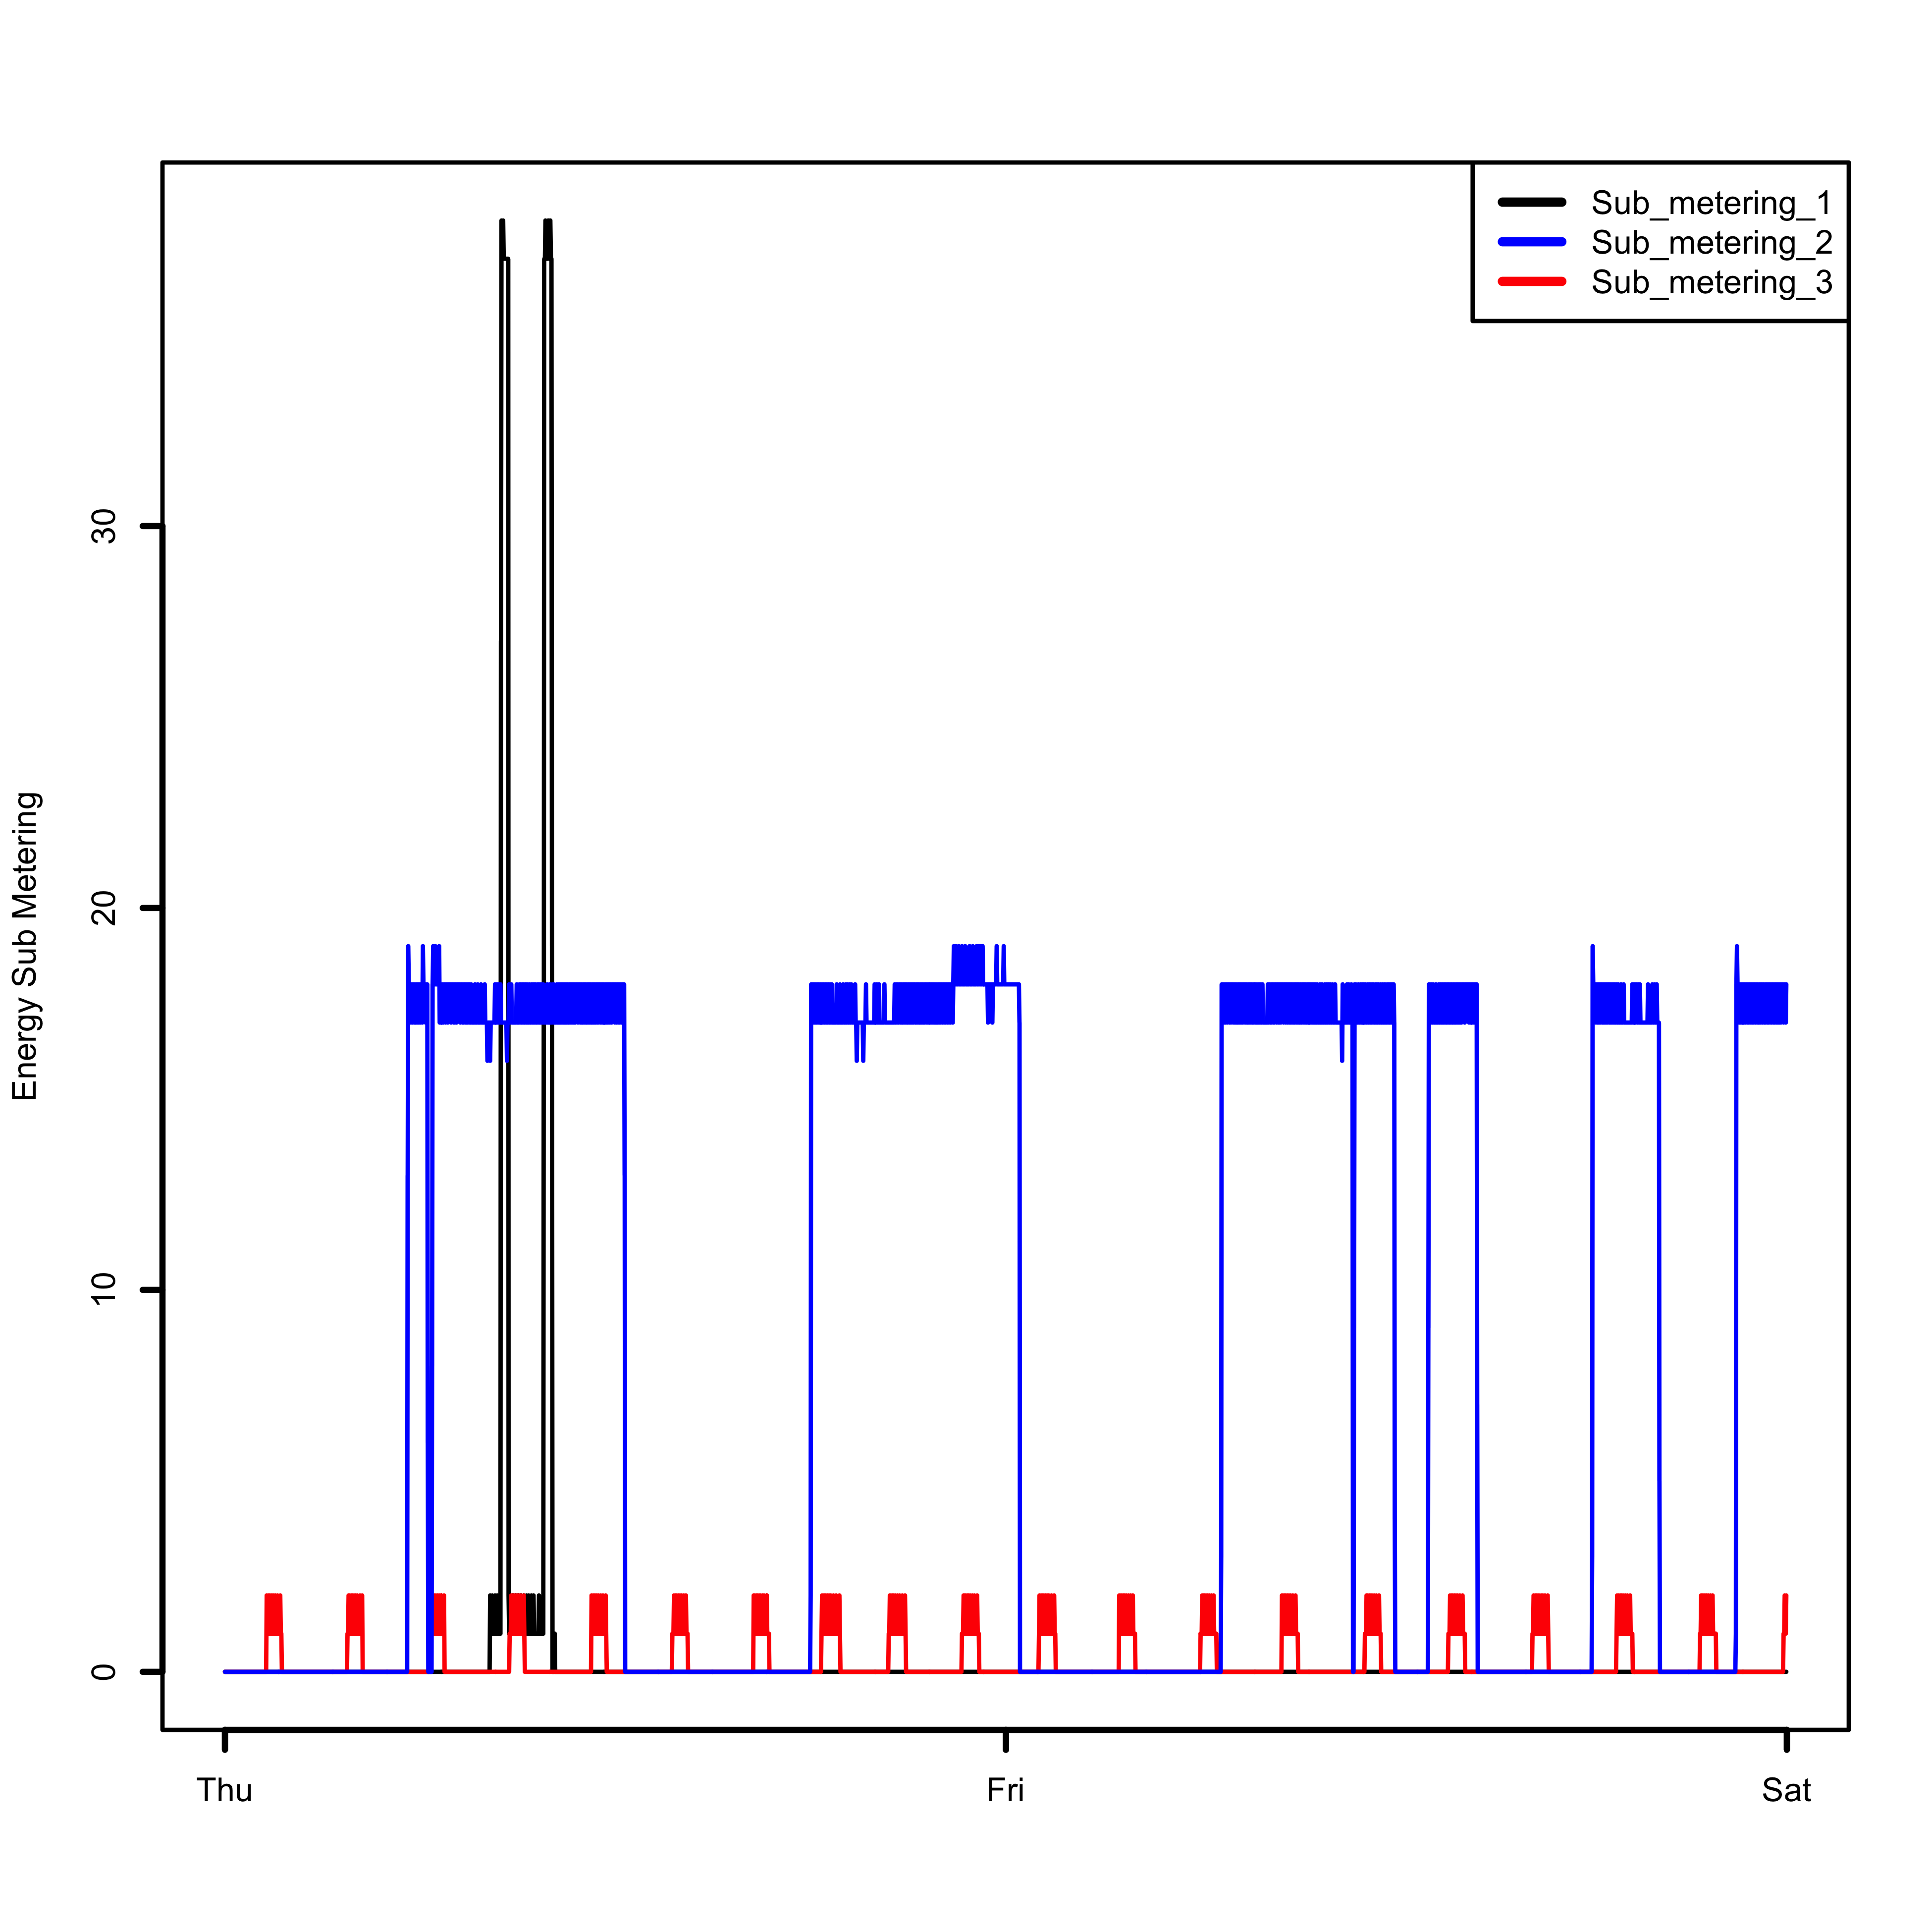 Sub_metering_1
Sub_metering_2
Sub_metering_3
Energy Sub Metering
30
20
10
0
Thu
Fri
Sat